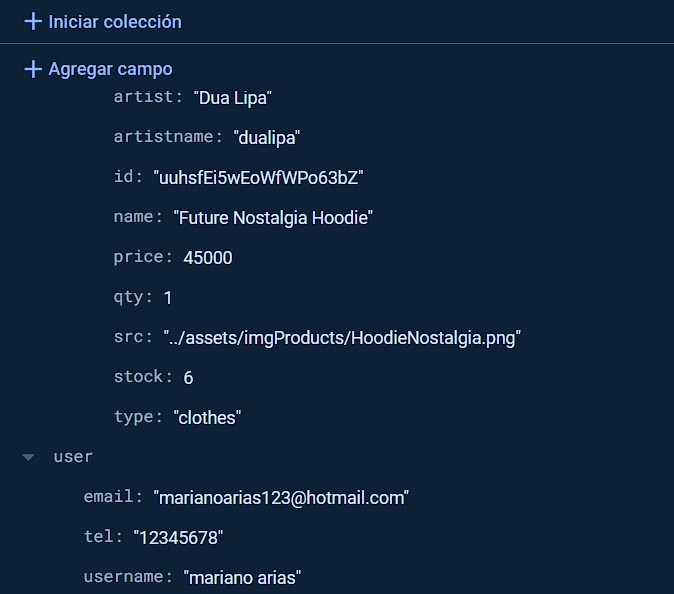 Iniciar colección
Agregar campo
artist: "Dua Lipa"
artistname: "dualipa"
id: "uuhsfEi5wEoWfWPo63bZ"
name: "Future Nostalgia Hoodie"
price: 45000
qty: 1
src: "../assets/imgProducts/HoodieNostalgia.png"
stock: 6
type: "clothes"
user
email: "marianoarias123@hotmail.com"
tel: "12345678"
username: "mariano arias"